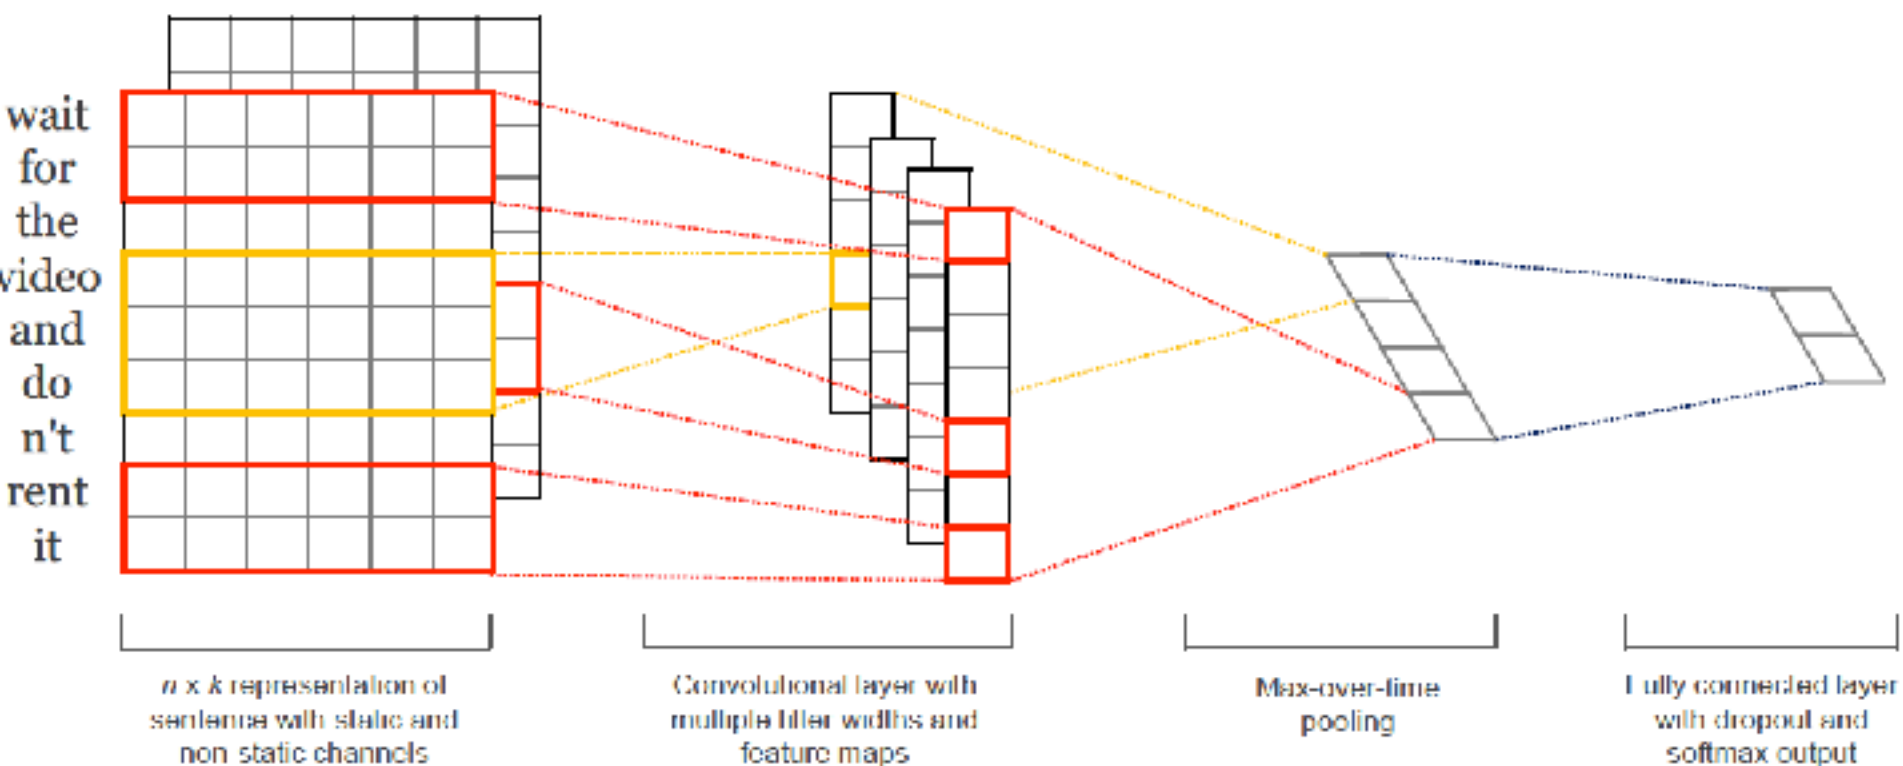 wait
for
the
video
and
do
n't
rent
it
n x k representation of
sentence with static and
non-static channels
Convolutional layer with
multiple filter widths and
feature maps
Max-over-time
pooling
Fully connected layer
with dropout and
softmax output